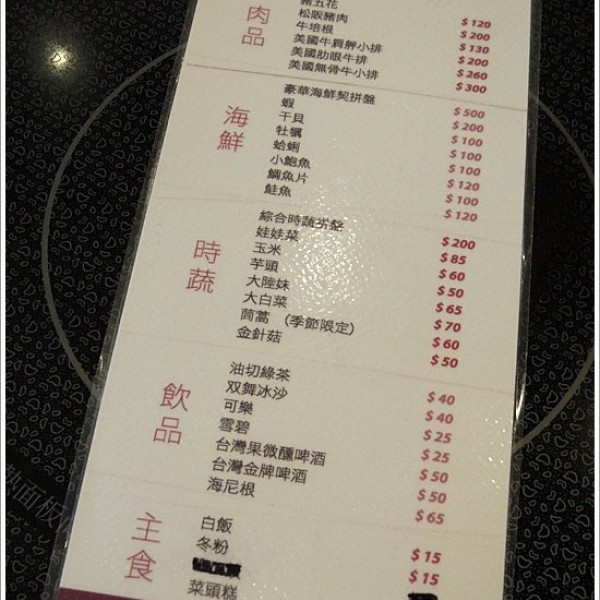 肉品
豬五花 $120
松阪豬肉 $200
牛培根 $130
美國牛肩胛小排 $200
美國肋眼牛排 $260
美國無骨牛小排 $300
海鮮
豪華海鮮契拼盤 $500
蝦 $200
干貝 $100
牡蠣 $100
蛤蜊 $100
小鮑魚 $120
鯛魚片 $100
鮭魚 $120
時蔬
綜合時蔬 $200
娃娃菜 $85
玉米 $60
芋頭 $50
大陸妹 $65
大白菜 $70
茼蒿 (季節限定) $60
金針菇 $50
飲品
油切綠茶 $40
双舞冰沙 $40
可樂 $25
雪碧 $25
台灣果微醺啤酒 $50
台灣金牌啤酒 $50
海尼根 $65
主食
白飯 $15
冬粉 $15
菜頭糕
面板